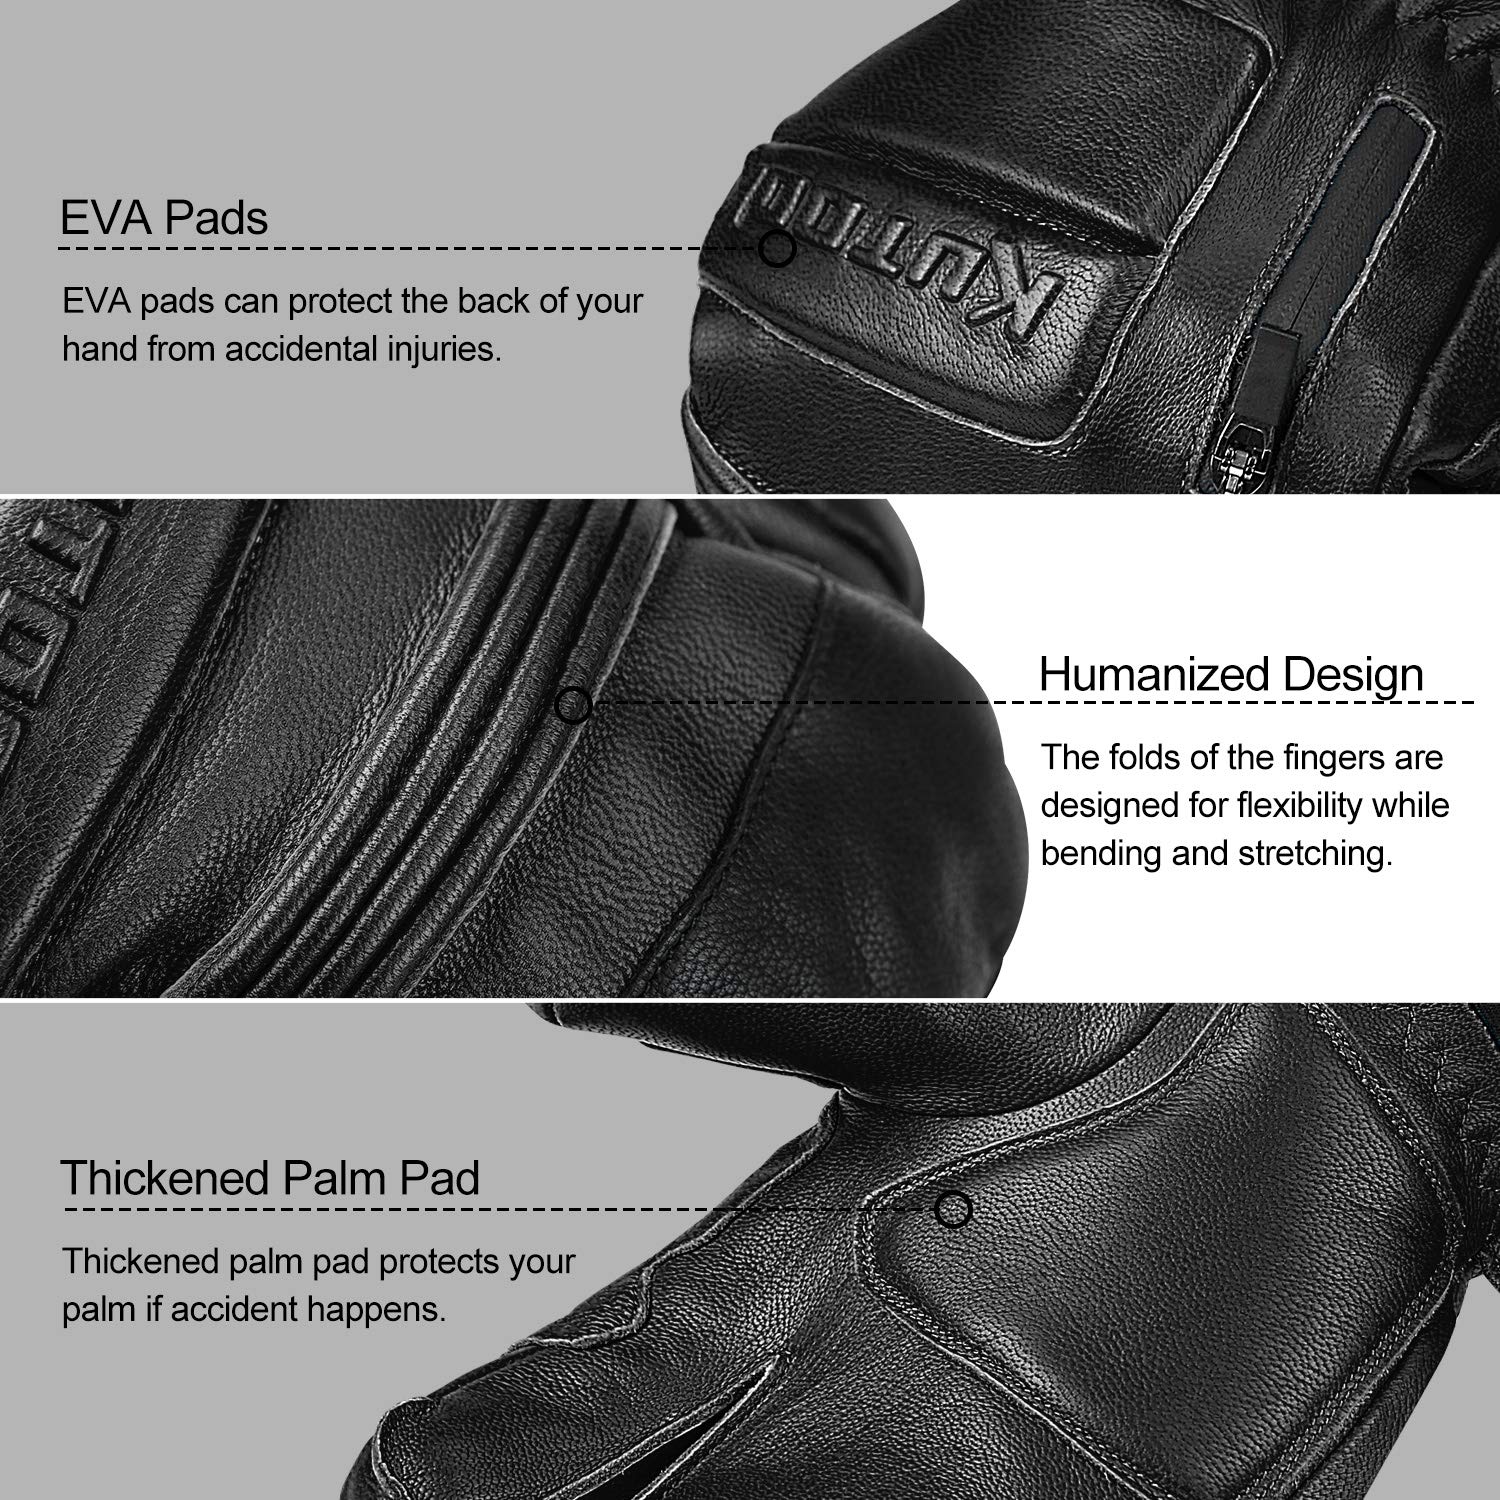 EVA Pads
EVA pads can protect the back of your
hand from accidental injuries.
KUTOOK
Humanized Design
The folds of the fingers are
designed for flexibility while
bending and stretching.
Thickened Palm Pad
Thickened palm pad protects your
palm if accident happens.